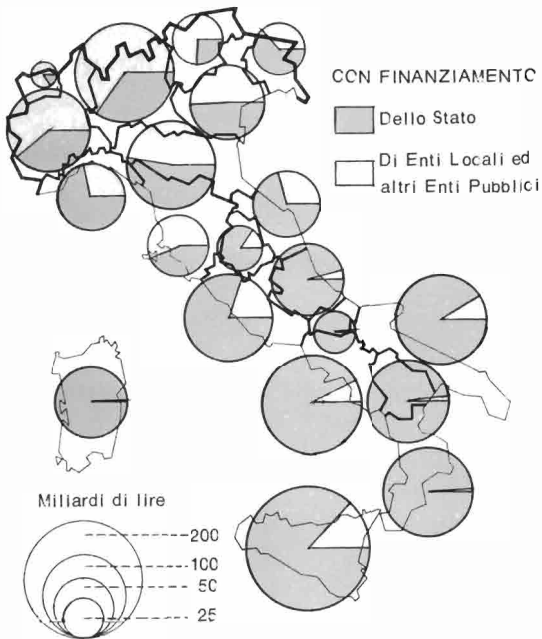 CON FINANZIAMENTO
Dello Stato
Di Enti Locali ed
altri Enti Pubblici
Miliardi di lire
200
100
50
25